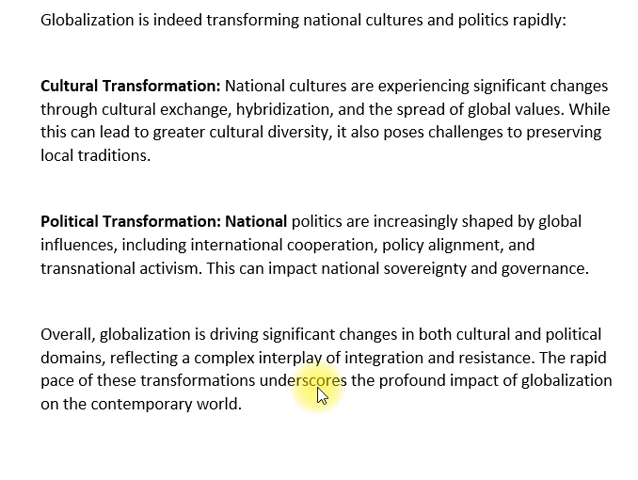 Globalization is indeed transforming national cultures and politics rapidly:
Cultural Transformation: National cultures are experiencing significant changes
through cultural exchange, hybridization, and the spread of global values. While
this can lead to greater cultural diversity, it also poses challenges to preserving
local traditions.
Political Transformation: National politics are increasingly shaped by global
influences, including international cooperation, policy alignment, and
transnational activism. This can impact national sovereignty and governance.
Overall, globalization is driving significant changes in both cultural and political
domains, reflecting a complex interplay of integration and resistance. The rapid
pace of these transformations underscores the profound impact of globalization
on the contemporary world.